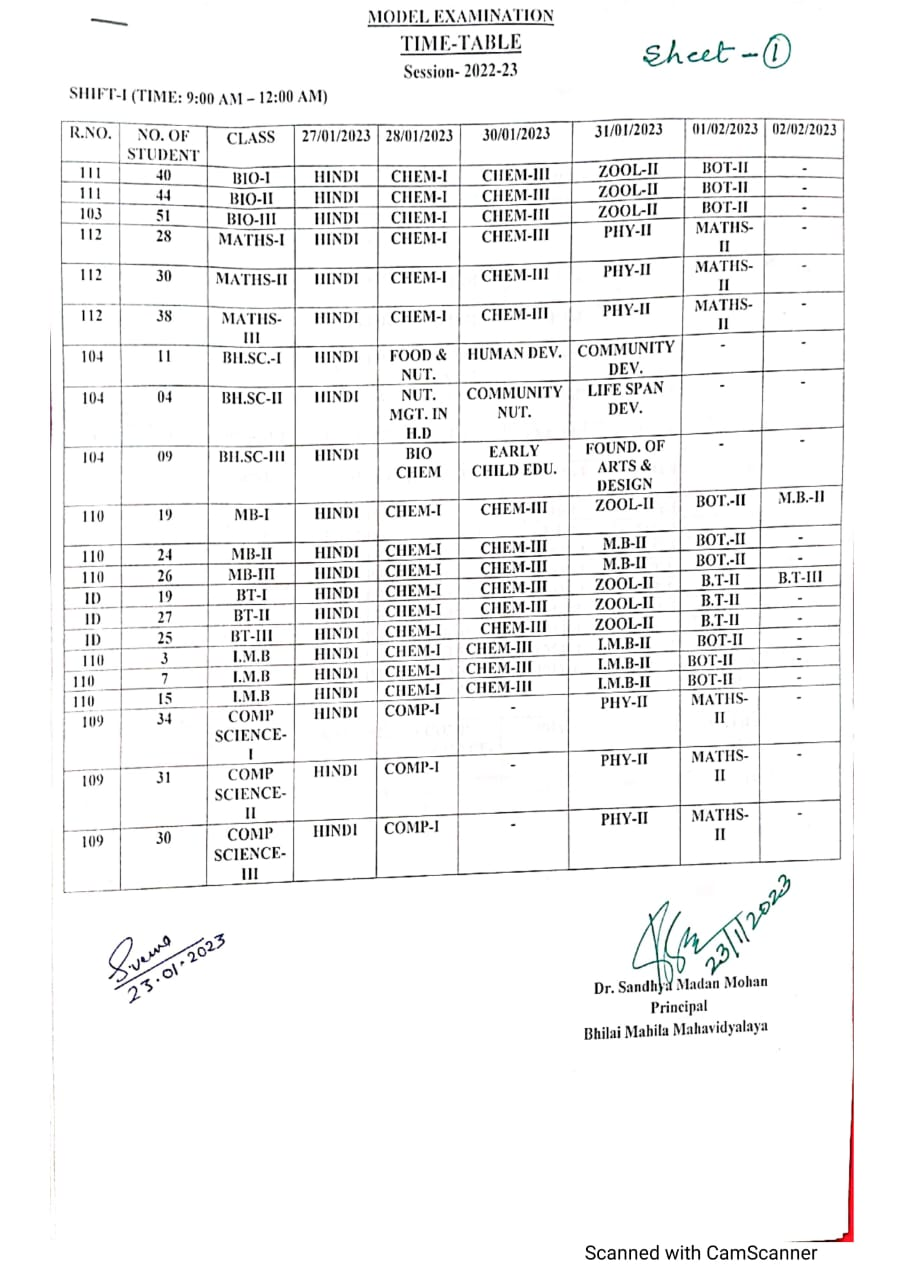 MODEL EXAMINATION
TIME-TABLE
Session- 2022-23
Sheet - ①
SHIFT-I (TIME: 9:00 AM – 12:00 AM)
R.NO. NO. OF STUDENT CLASS 27/01/2023 28/01/2023 30/01/2023 31/01/2023 01/02/2023 02/02/2023
111 40 BIO-I HINDI CHEM-I CHEM-III ZOOL-II BOT-II -
111 44 BIO-II HINDI CHEM-I CHEM-III ZOOL-II BOT-II -
103 51 BIO-III HINDI CHEM-I CHEM-III ZOOL-II BOT-II -
112 28 MATHS-I HINDI CHEM-I CHEM-III PHY-II MATHS-II -
112 30 MATHS-II HINDI CHEM-I CHEM-III PHY-II MATHS-II -
112 38 MATHS-III HINDI CHEM-I CHEM-III PHY-II MATHS-II -
104 11 BH.SC.-I HINDI FOOD & NUT. HUMAN DEV. COMMUNITY DEV. - -
104 04 BH.SC-II HINDI NUT. MGT. IN H.D COMMUNITY NUT. LIFE SPAN DEV. - -
104 09 BH.SC-III HINDI BIO CHEM EARLY CHILD EDU. FOUND. OF ARTS & DESIGN - -
110 19 MB-I HINDI CHEM-I CHEM-III ZOOL-II BOT.-II M.B.-II
110 24 MB-II HINDI CHEM-I CHEM-III M.B-II BOT.-II -
110 26 MB-III HINDI CHEM-I CHEM-III M.B-II BOT.-II -
ID 19 BT-I HINDI CHEM-I CHEM-III ZOOL-II B.T-II B.T-III
ID 27 BT-II HINDI CHEM-I CHEM-III ZOOL-II B.T-II -
ID 25 BT-III HINDI CHEM-I CHEM-III ZOOL-II B.T-II -
110 3 I.M.B HINDI CHEM-I CHEM-III I.M.B-II BOT-II -
110 7 I.M.B HINDI CHEM-I CHEM-III I.M.B-II BOT-II -
110 15 I.M.B HINDI CHEM-I CHEM-III I.M.B-II BOT-II -
109 34 COMP SCIENCE-I HINDI COMP-I - PHY-II MATHS-II -
109 31 COMP SCIENCE-II HINDI COMP-I - PHY-II MATHS-II -
109 30 COMP SCIENCE-III HINDI COMP-I - PHY-II MATHS-II -
23.01.2023
23/1/2023
Dr. Sandhya Madan Mohan
Principal
Bhilai Mahila Mahavidyalaya
Scanned with CamScanner